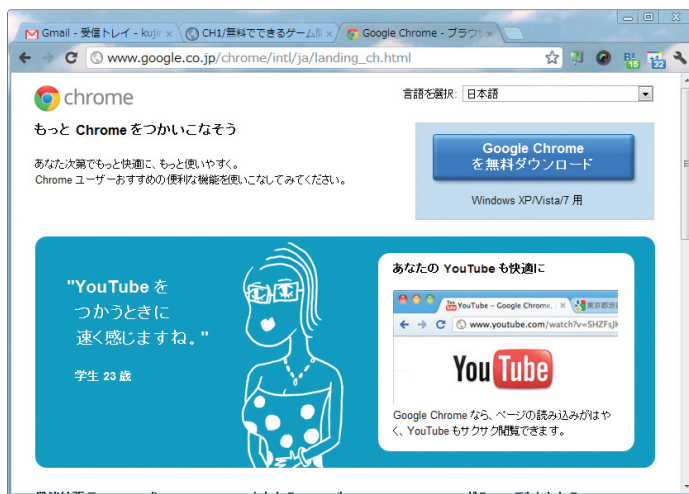 Gmail - 受信トレイ - kujir
CH1/無料でできるゲーム
Google Chrome - ブラウ
www.google.co.jp/chrome/intl/ja/landing_ch.html
15
32
chrome
言語を選択: 日本語
もっと Chrome をつかいこなそう
Google Chrome
を無料ダウンロード
あなた次第でもっと快適に、もっと使いやすく。
Chrome ユーザーおすすめの便利な機能を使いこなしてみてください。
Windows XP/Vista/7 用
"YouTube を
つかうときに
速く感じますね。"
学生 23 歳
あなたの YouTube も快適に
YouTube - Google Chrome, .
東京都渋
www.youtube.com/watch?v=SHZFsJK
YouTube
Google Chrome なら、ページの読み込みがはや
く、YouTube もサクサク閲覧できます。